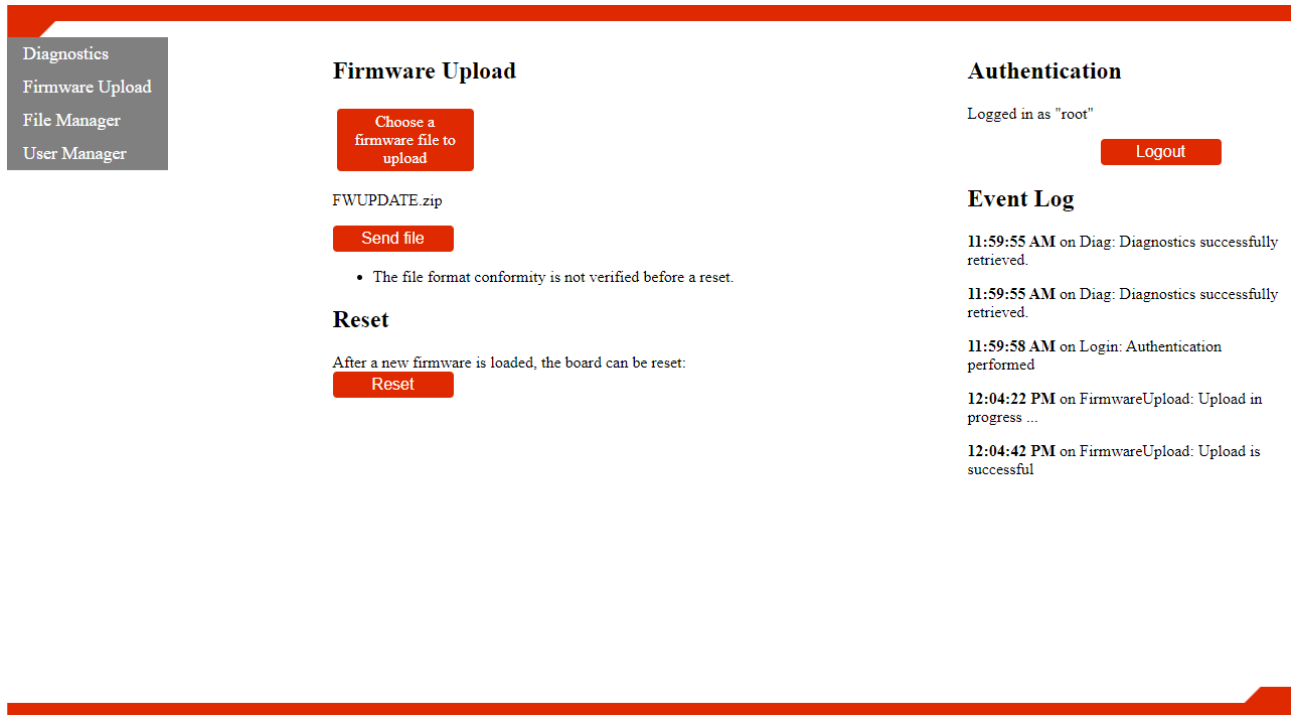 Diagnostics
Firmware Upload
File Manager
User Manager
Firmware Upload
Choose a
firmware file to
upload
FWUPDATE.zip
Send file
• The file format conformity is not verified before a reset.
Reset
After a new firmware is loaded, the board can be reset:
Reset
Authentication
Logged in as "root"
Logout
Event Log
11:59:55 AM on Diag: Diagnostics successfully
retrieved.
11:59:55 AM on Diag: Diagnostics successfully
retrieved.
11:59:58 AM on Login: Authentication
performed
12:04:22 PM on FirmwareUpload: Upload in
progress ...
12:04:42 PM on FirmwareUpload: Upload is
successful